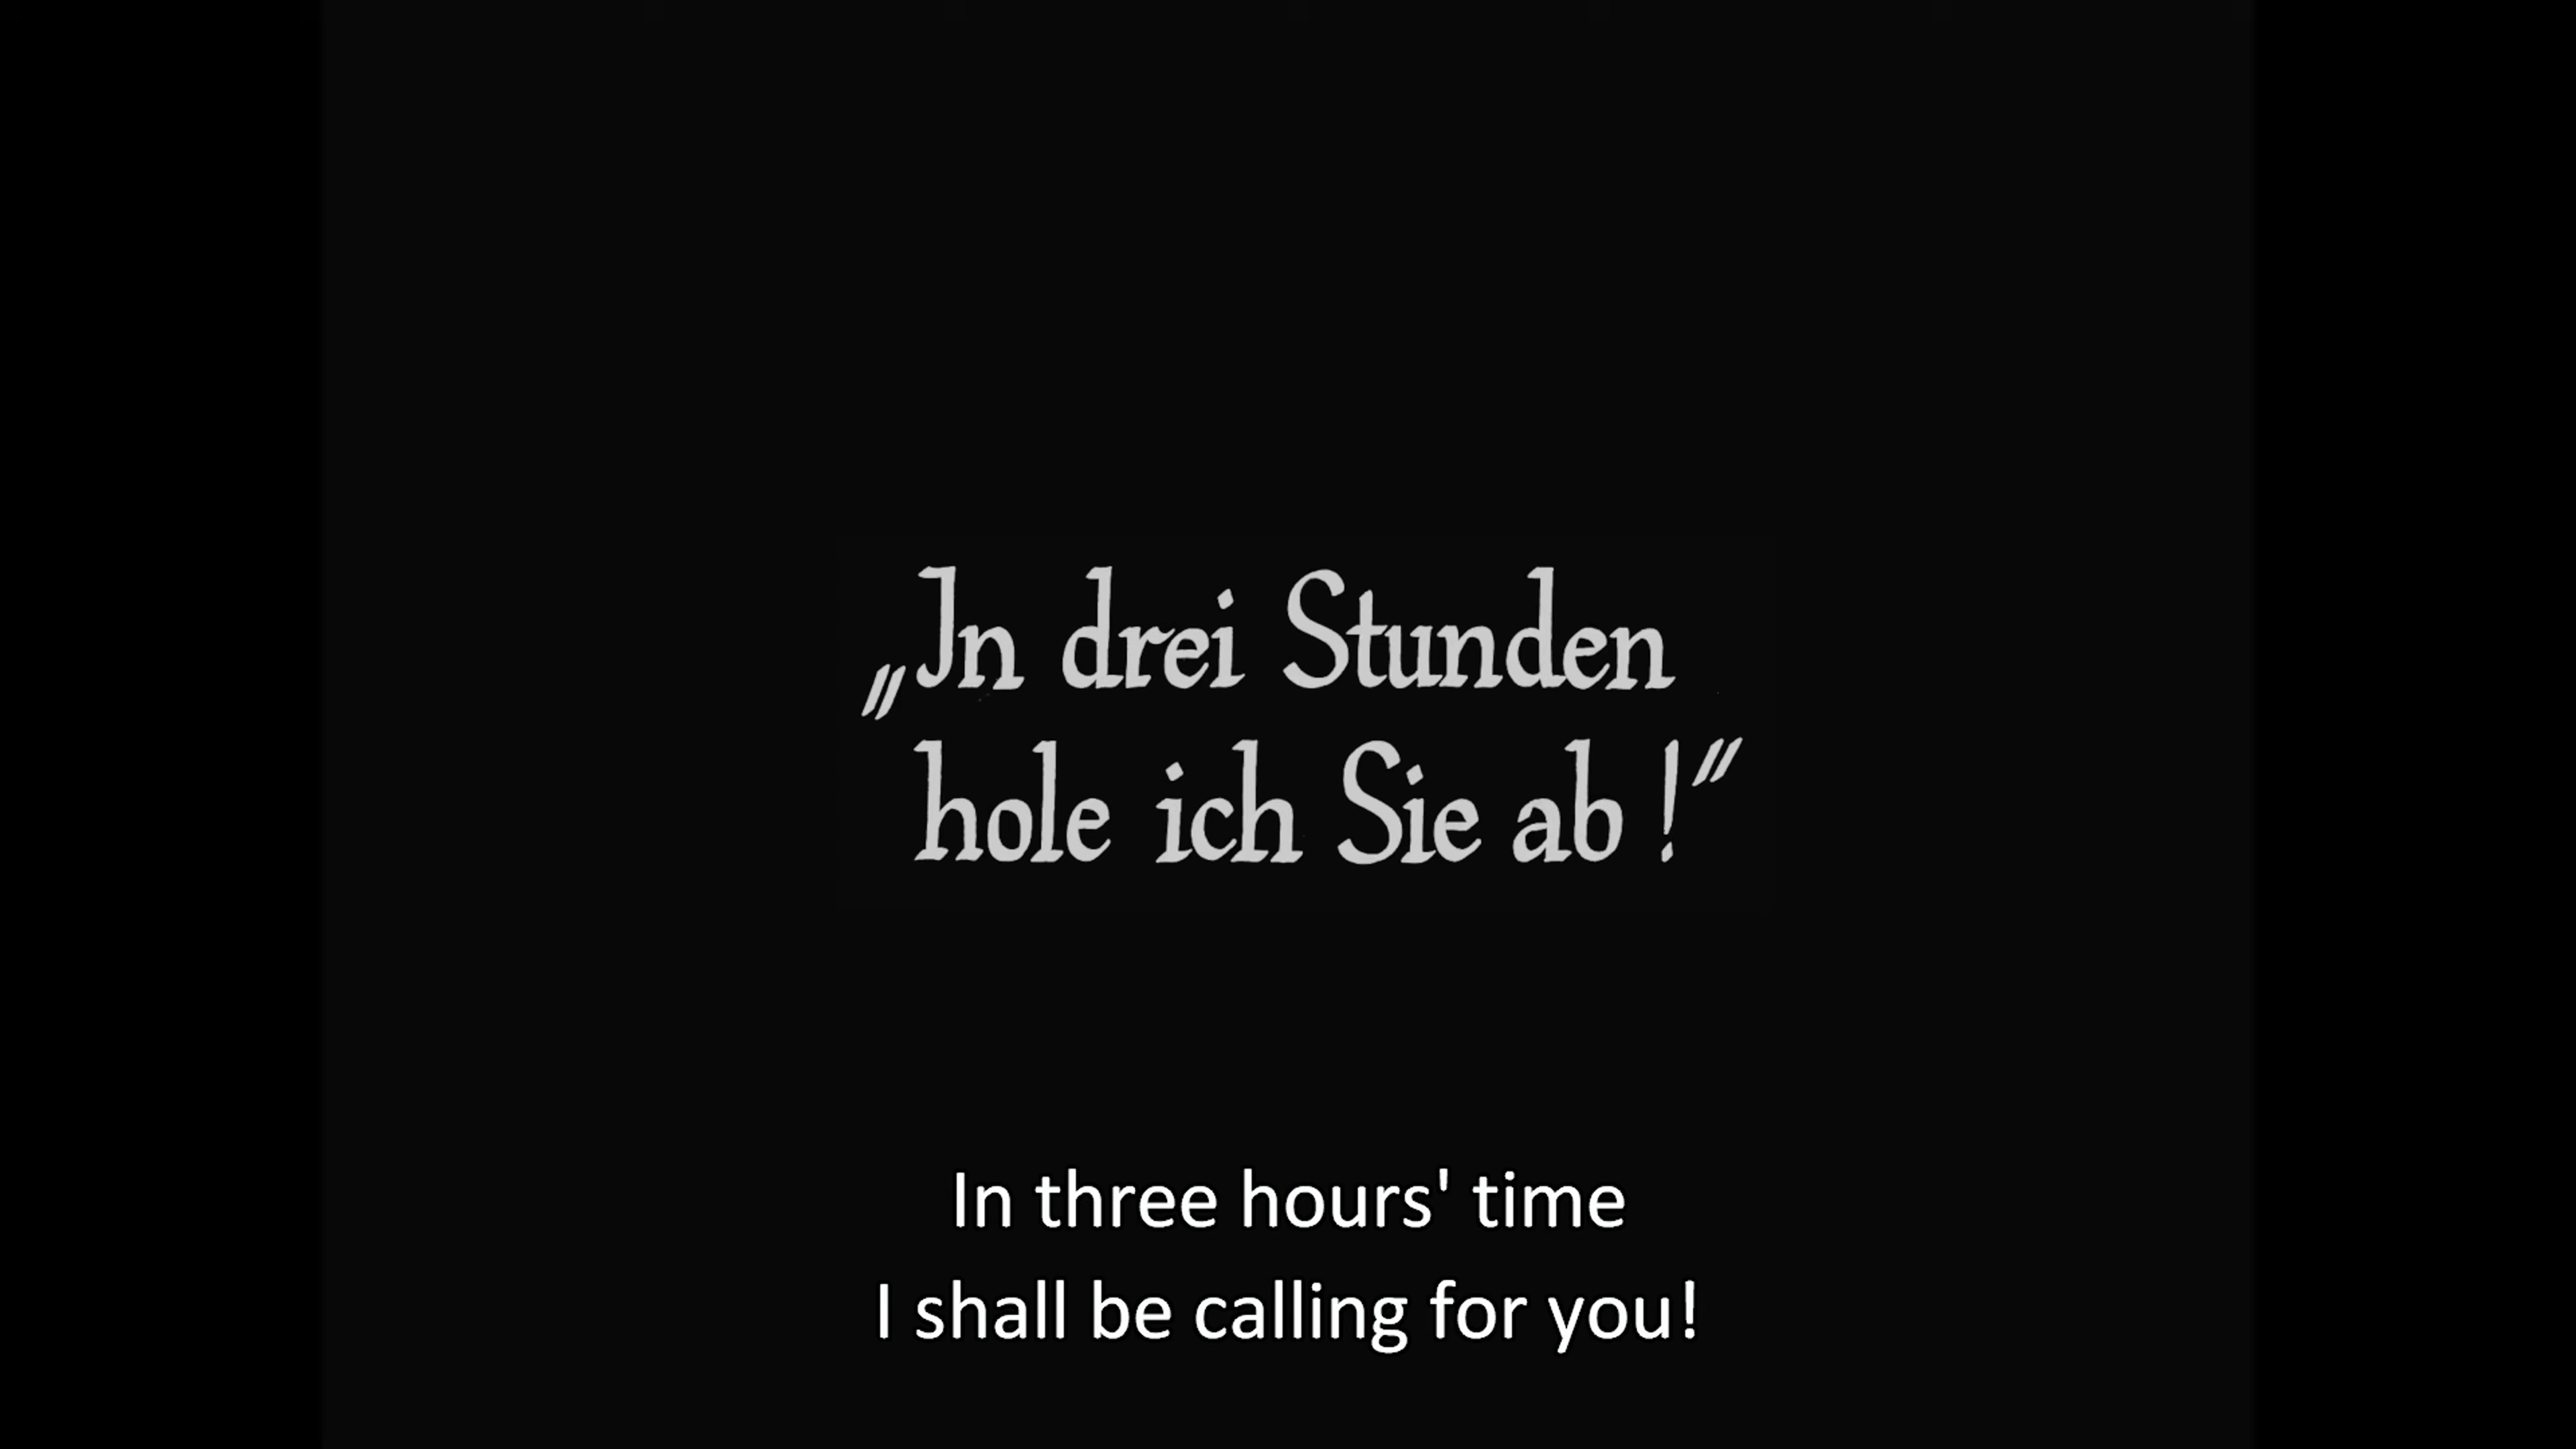 „Jn drei Stunden
hole ich Sie ab!“
In three hours' time
I shall be calling for you!